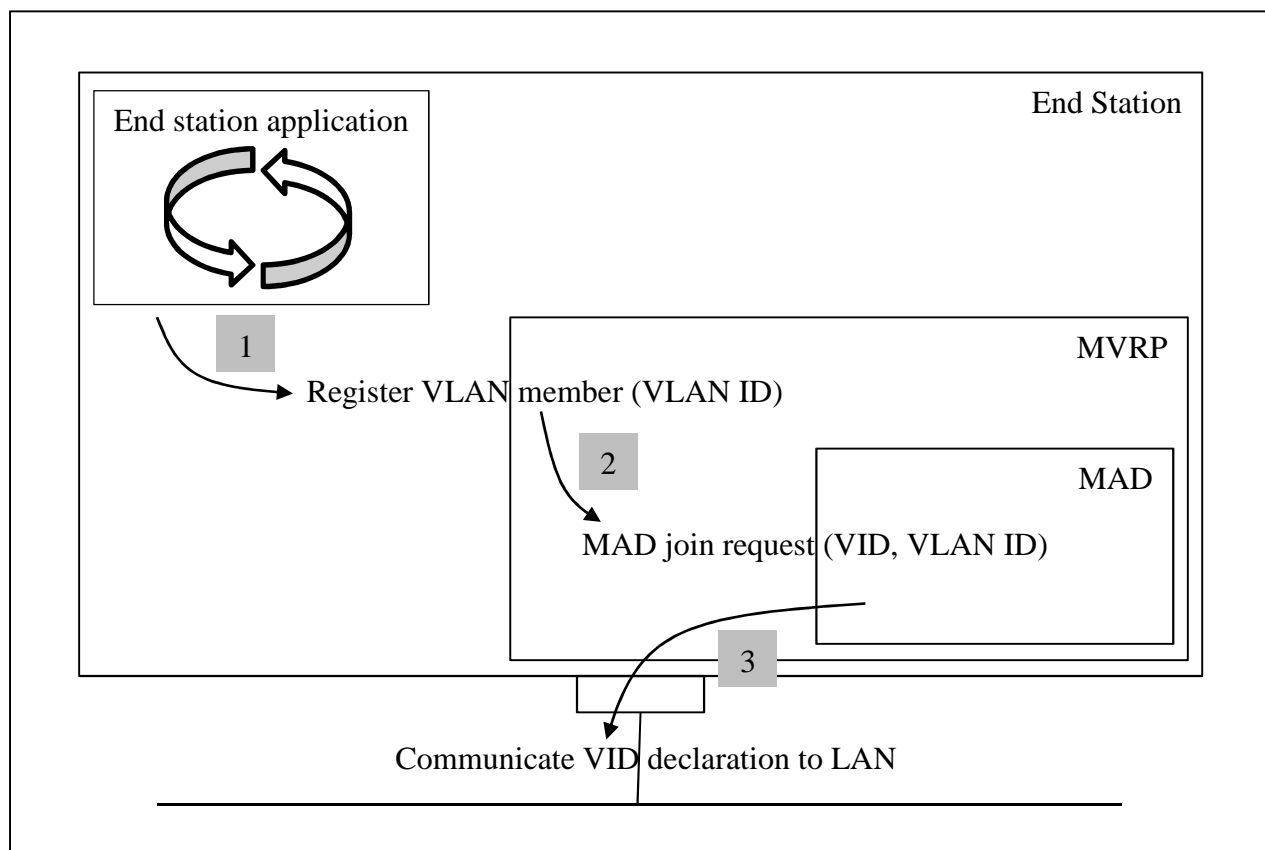 End Station
End station application
1
MVRP
Register VLAN member (VLAN ID)
2
MAD
MAD join request (VID, VLAN ID)
3
Communicate VID declaration to LAN